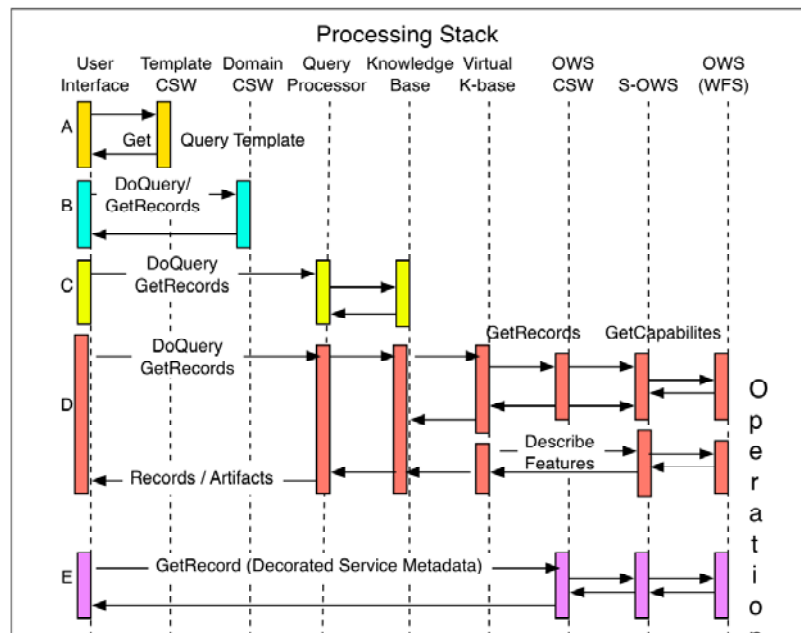 Processing Stack
User Template Domain Query Knowledge Virtual OWS OWS
Interface CSW CSW Processor Base K-base CSW S-OWS (WFS)
A
Get Query Template
DoQuery/
B
GetRecords
DoQuery
C
GetRecords
GetRecords GetCapabilites
DoQuery
GetRecords
D
Describe
Features
Records / Artifacts
E GetRecord (Decorated Service Metadata)
O
p
e
r
a
t
i
o